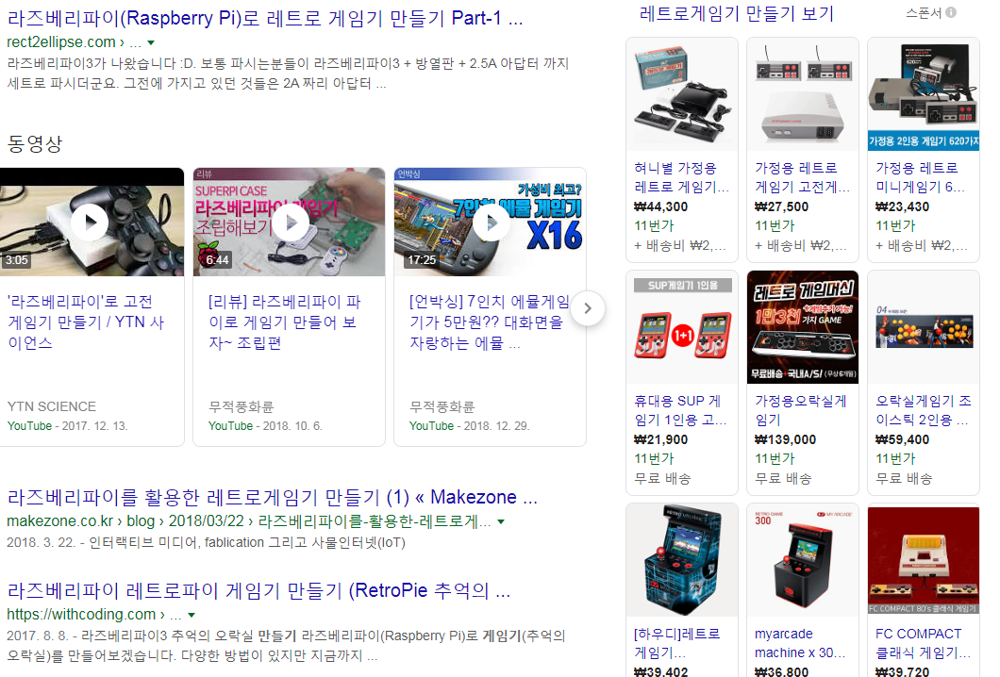 라즈베리파이(Raspberry Pi)로 레트로 게임기 만들기 Part-1 ...
rect2ellipse.com › ...
라즈베리파이3가 나왔습니다 :D. 보통 파시는분들이 라즈베리파이3 + 방열판 + 2.5A 아답터 까지
세트로 파시더군요. 그전에 가지고 있던 것들은 2A 짜리 아답터 ...
동영상
3:05
'라즈베리파이'로 고전
게임기 만들기 / YTN 사
이언스
YTN SCIENCE
YouTube - 2017. 12. 13.
리뷰
SUPERPI CASE
라즈베리파이 게임기
조립해보기
6:44
[리뷰] 라즈베리파이 파
이로 게임기 만들어 보
자~ 조립편
무적풍화륜
YouTube - 2018. 10. 6.
언박싱
가성비 최고?
7인치 에뮬 게임기
X16
17:25
[언박싱] 7인치 에뮬게임
기가 5만원?? 대화면을
자랑하는 에뮬 ...
무적풍화륜
YouTube - 2018. 12. 29.
라즈베리파이를 활용한 레트로게임기 만들기 (1) « Makezone ...
makezone.co.kr › blog › 2018/03/22 › 라즈베리파이를-활용한-레트로게...
2018. 3. 22. - 인터랙티브 미디어, fablication 그리고 사물인터넷(IoT)
라즈베리파이 레트로파이 게임기 만들기 (RetroPie 추억의 ...
https://withcoding.com › ...
2017. 8. 8. - 라즈베리파이3 추억의 오락실 만들기 라즈베리파이(Raspberry Pi)로 게임기(추억의
오락실)를 만들어보겠습니다. 다양한 방법이 있지만 지금까지 ...
레트로게임기 만들기 보기
스폰서
혀니별 가정용
레트로 게임기...
₩44,300
11번가
+ 배송비 ₩2,...
가정용 레트로
게임기 고전게...
₩27,500
11번가
+ 배송비 ₩2,...
620
가정용 2인용 게임기 620가지
가정용 레트로
미니게임기 6...
₩23,430
11번가
+ 배송비 ₩2,...
SUP게임기 1인용
1+1
휴대용 SUP 게
임기 1인용 고...
₩21,900
11번가
무료 배송
레트로 게임머신
+게임추가 가능!
1만3천 가지 GAME
무료배송+국내A/S! (무상 6개월)
가정용오락실게
임기
₩139,000
11번가
무료 배송
04
오락실게임기 조
이스틱 2인용 ...
₩59,400
11번가
무료 배송
[하우디]레트로
게임기...
₩39,402
RETRO GAME
300
MY ARCADE
myarcade
machine x 30...
₩36,800
FC COMPACT 80's 클래식 게임기
FC COMPACT
클래식 게임기...
₩39,720